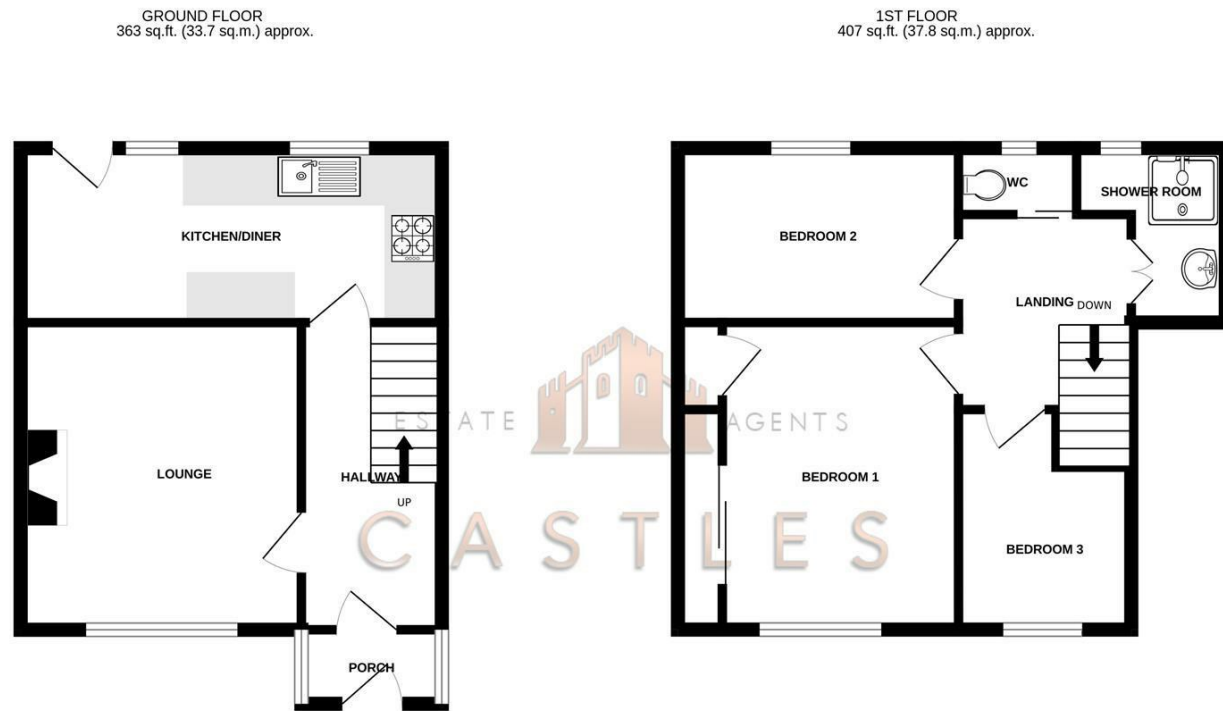 GROUND FLOOR
363 sq.ft. (33.7 sq.m.) approx.
1ST FLOOR
407 sq.ft. (37.8 sq.m.) approx.
KITCHEN/DINER
LOUNGE
HALLWAY
UP
PORCH
BEDROOM 2
WC
SHOWER ROOM
LANDING
DOWN
BEDROOM 1
BEDROOM 3
ESTATE AGENTS
CASTLES